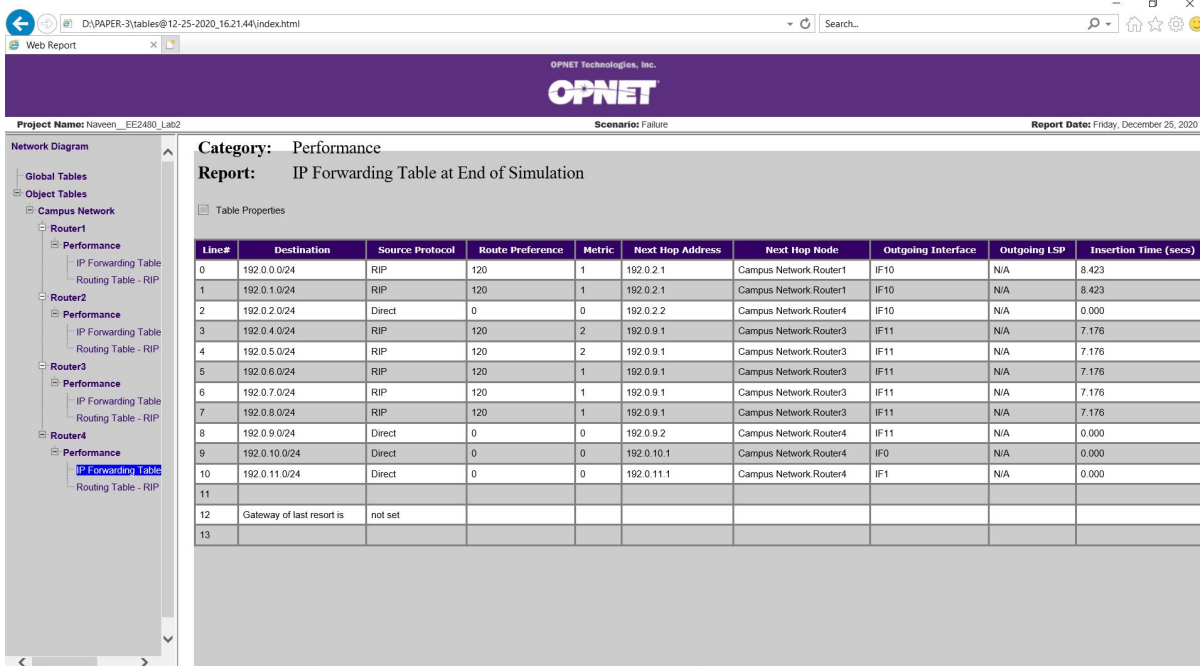 D:\PAPER-3\tables@12-25-2020_16.21.44\index.html
Search...
Web Report
OPNET Technologies, Inc.
OPNET
Project Name: Naveen__EE2480_Lab2 Scenario: Failure Report Date: Friday, December 25, 2020
Network Diagram
Global Tables
Object Tables
Campus Network
Router1
Performance
IP Forwarding Table
Routing Table - RIP
Router2
Performance
IP Forwarding Table
Routing Table - RIP
Router3
Performance
IP Forwarding Table
Routing Table - RIP
Router4
Performance
IP Forwarding Table
Routing Table - RIP
Category: Performance
Report: IP Forwarding Table at End of Simulation
Table Properties
Line# Destination Source Protocol Route Preference Metric Next Hop Address Next Hop Node Outgoing Interface Outgoing LSP Insertion Time (secs)
0 192.0.0.0/24 RIP 120 1 192.0.2.1 Campus Network.Router1 IF10 N/A 8.423
1 192.0.1.0/24 RIP 120 1 192.0.2.1 Campus Network.Router1 IF10 N/A 8.423
2 192.0.2.0/24 Direct 0 0 192.0.2.2 Campus Network.Router4 IF10 N/A 0.000
3 192.0.4.0/24 RIP 120 2 192.0.9.1 Campus Network.Router3 IF11 N/A 7.176
4 192.0.5.0/24 RIP 120 2 192.0.9.1 Campus Network.Router3 IF11 N/A 7.176
5 192.0.6.0/24 RIP 120 1 192.0.9.1 Campus Network.Router3 IF11 N/A 7.176
6 192.0.7.0/24 RIP 120 1 192.0.9.1 Campus Network.Router3 IF11 N/A 7.176
7 192.0.8.0/24 RIP 120 1 192.0.9.1 Campus Network.Router3 IF11 N/A 7.176
8 192.0.9.0/24 Direct 0 0 192.0.9.2 Campus Network.Router4 IF11 N/A 0.000
9 192.0.10.0/24 Direct 0 0 192.0.10.1 Campus Network.Router4 IF0 N/A 0.000
10 192.0.11.0/24 Direct 0 0 192.0.11.1 Campus Network.Router4 IF1 N/A 0.000
11
12 Gateway of last resort is not set
13